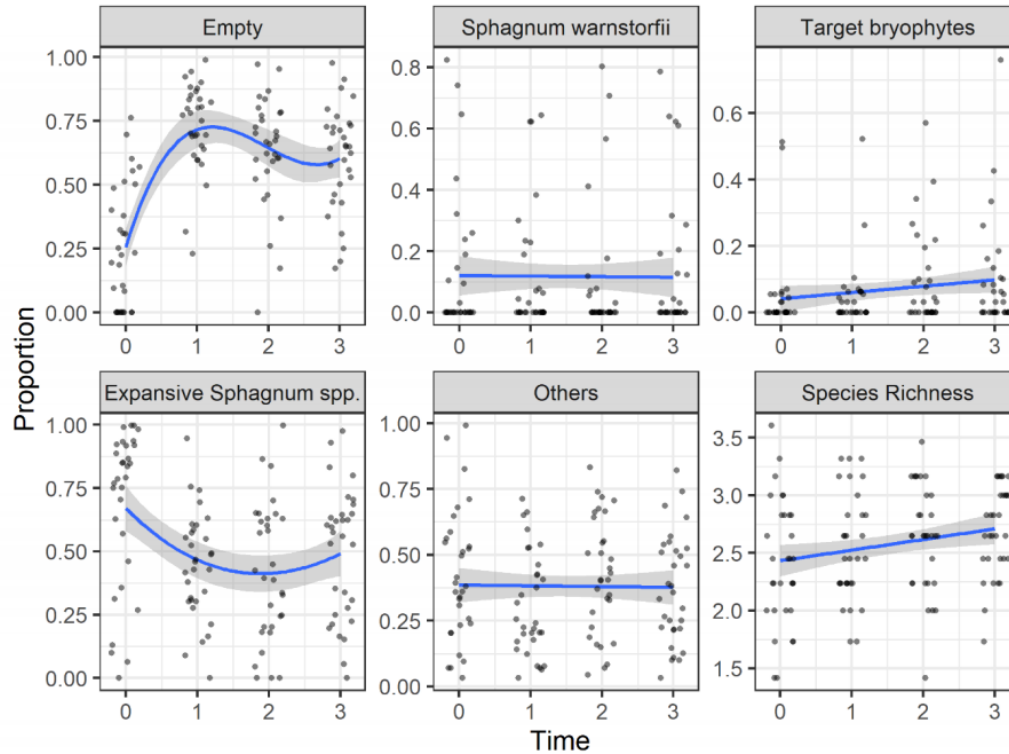 Empty
Sphagnum warnstorfii
Target bryophytes
1.00
0.75
0.50
0.25
0.00
0.8
0.6
0.4
0.2
0.0
0.6
0.4
0.2
0.0
0 1 2 3
0 1 2 3
0 1 2 3
Proportion
Expansive Sphagnum spp.
Others
Species Richness
1.00
0.75
0.50
0.25
0.00
1.00
0.75
0.50
0.25
0.00
3.5
3.0
2.5
2.0
1.5
0 1 2 3
0 1 2 3
0 1 2 3
Time